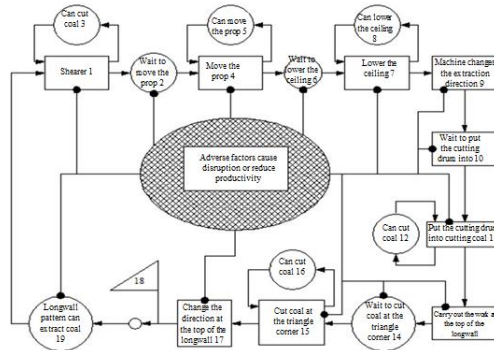 Can cut
coal 3
Can move
the prop 5
Can lower
the ceiling
8
Shearer 1
Wait to
move the
prop 2
Move the
prop 4
Wait to
lower the
ceiling 6
Lower the
ceiling 7
Machine changes
the extraction
direction 9
Wait to put
the cutting
drum into 10
Adverse factors cause
disruption or reduce
productivity
Can cut
coal 12
Put the cutting drum
into cutting coal 1
Can cut
coal 16
18
Longwall
pattern can
extract coal
19
Change the
direction at
the top of the
longwall 17
Cut coal at
the triangle
corner 15
Wait to cut
coal at the
triangle
corner 14
Carry out the work at
the top of the
longwall